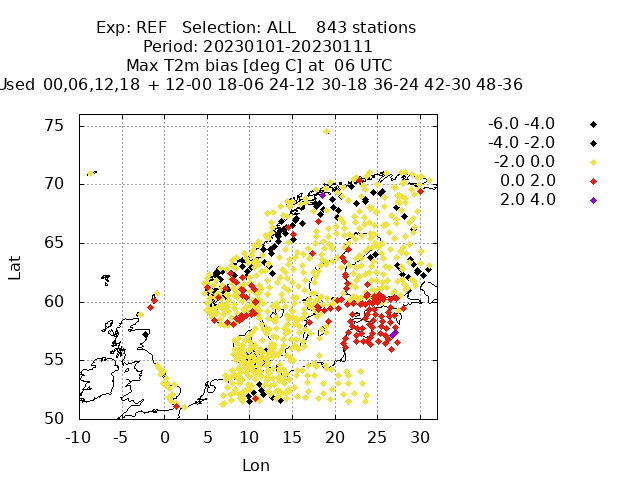 Exp: REF   Selection: ALL    843 stations
Period: 20230101-20230111
Max T2m bias [deg C] at  06 UTC
Used 00,06,12,18 + 12-00 18-06 24-12 30-18 36-24 42-30 48-36
-6.0 -4.0
-4.0 -2.0
-2.0 0.0
0.0 2.0
2.0 4.0
Lat
75
70
65
60
55
50
-10 -5 0 5 10 15 20 25 30
Lon